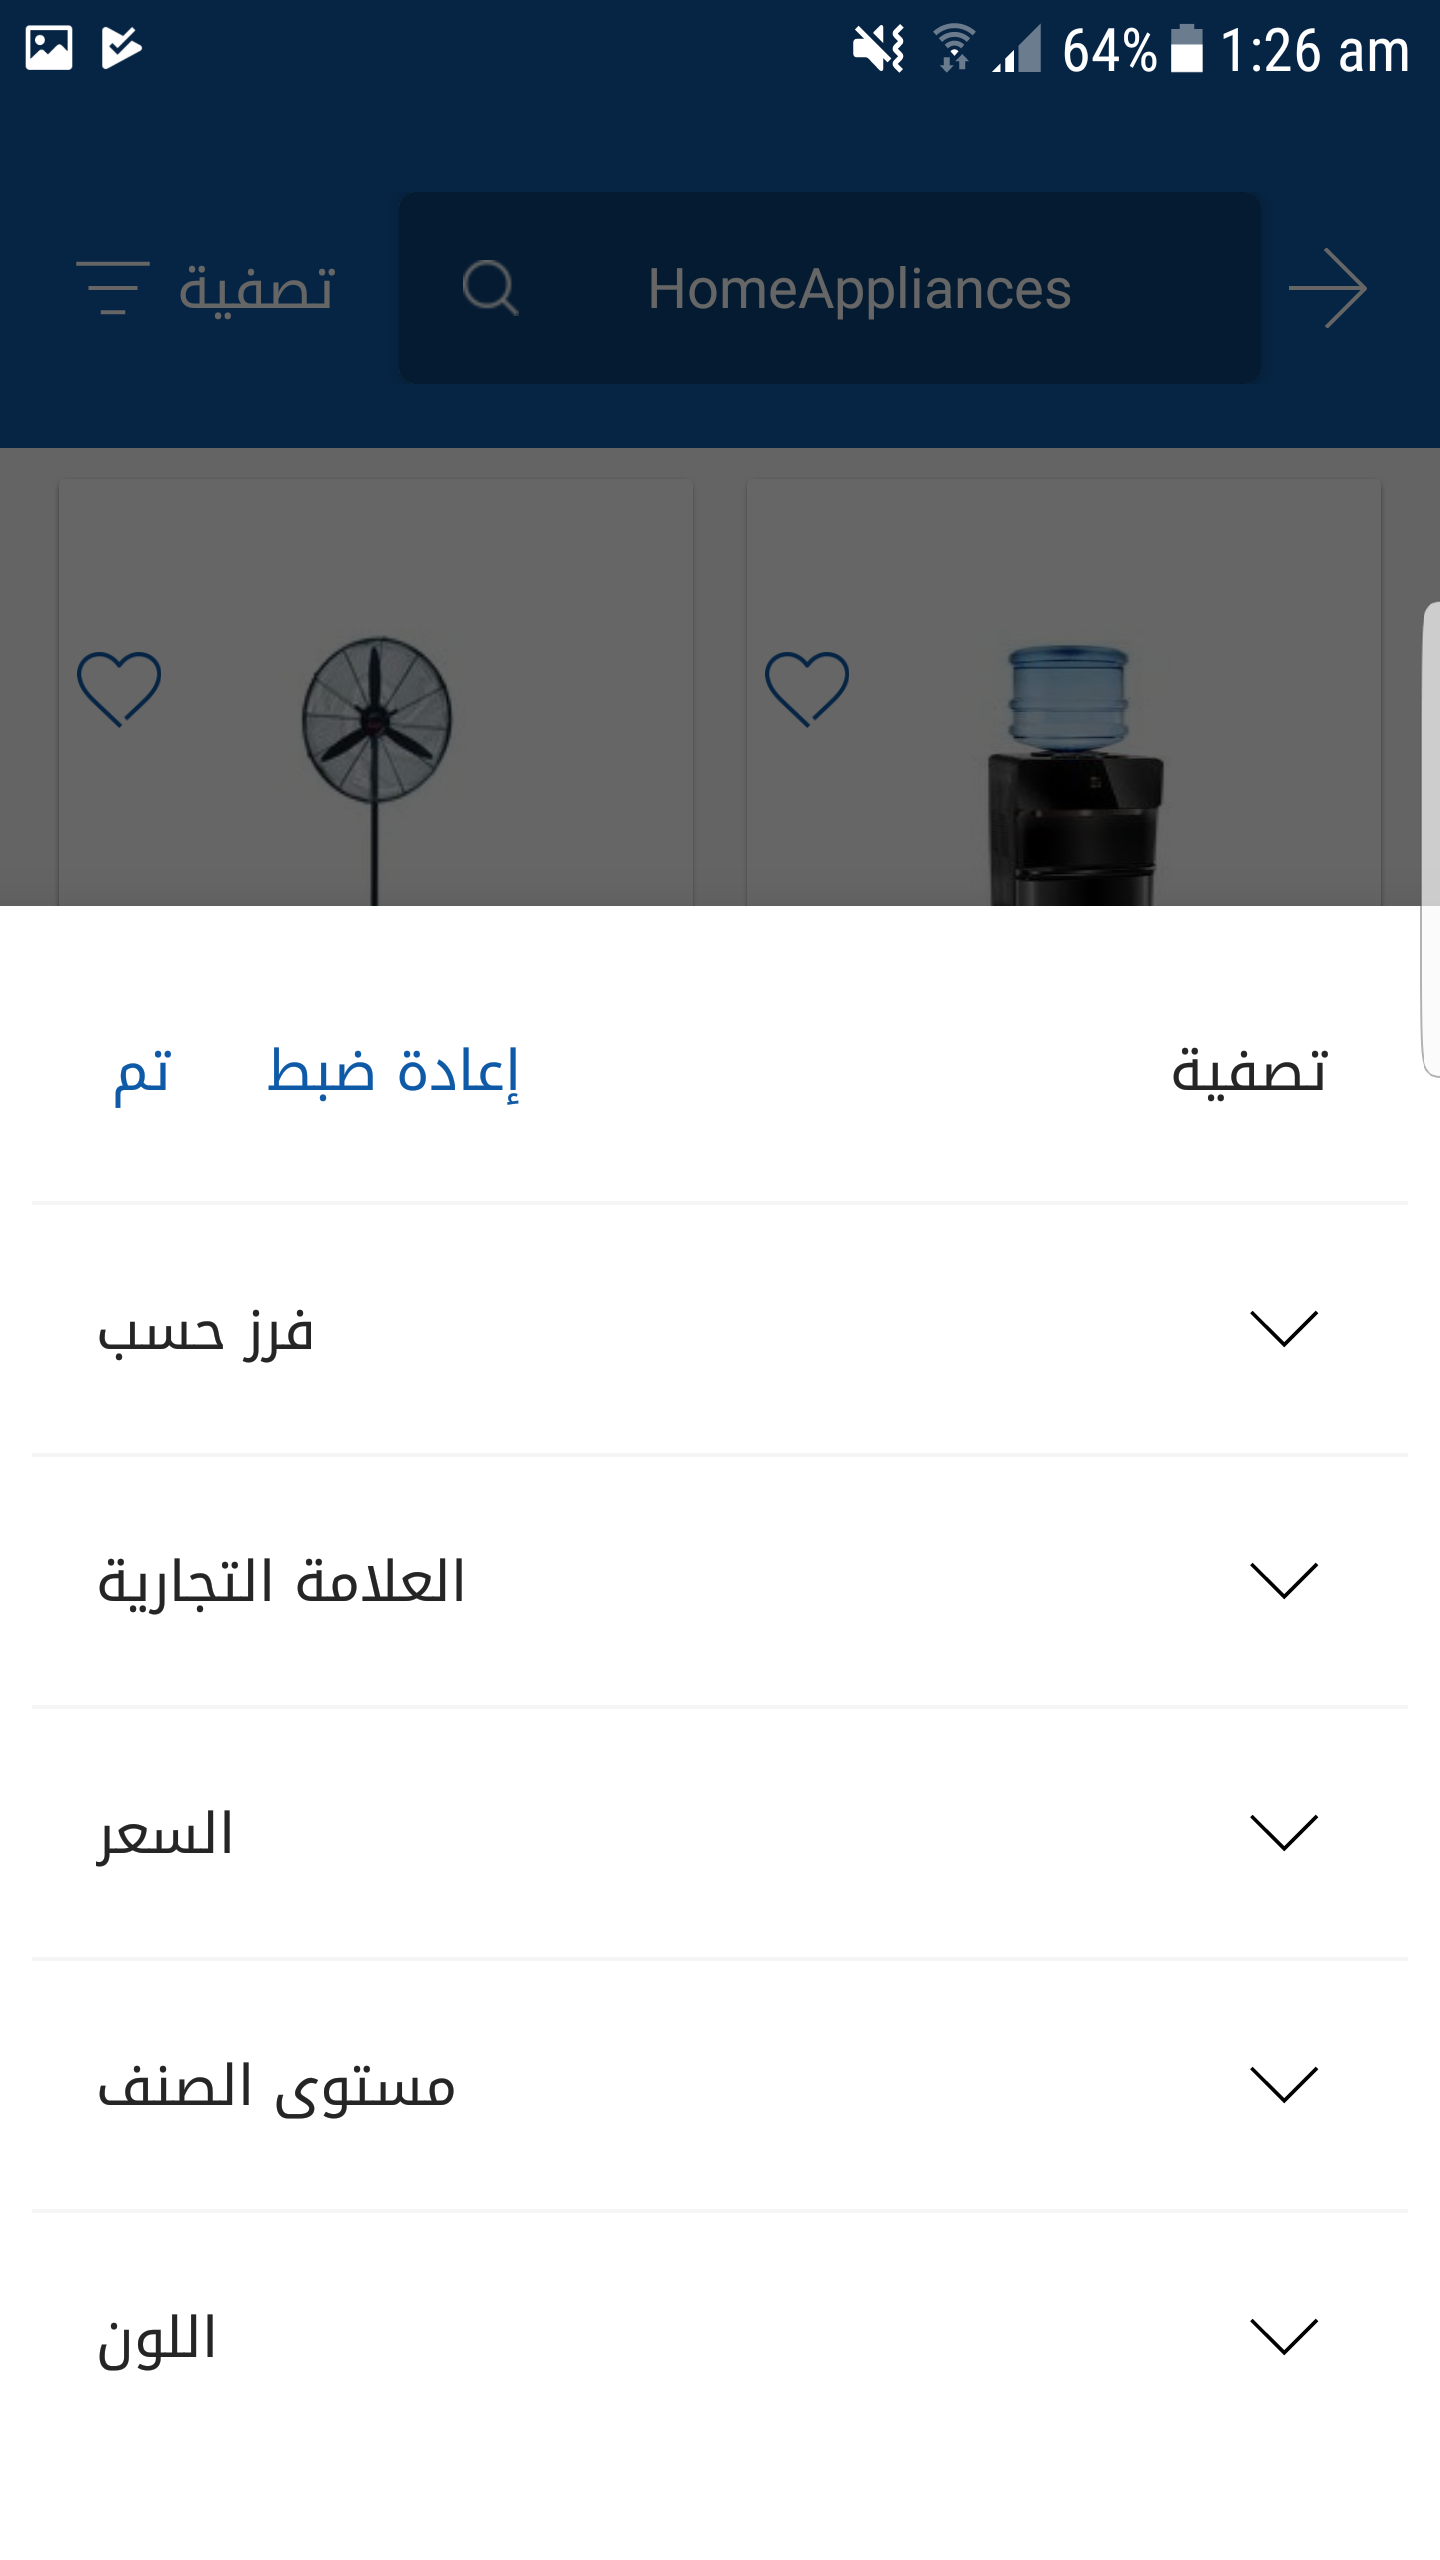 64% 1:26 am
تصفية
HomeAppliances
تصفية
إعادة ضبط
تم
فرز حسب
العلامة التجارية
السعر
مستوى الصنف
اللون